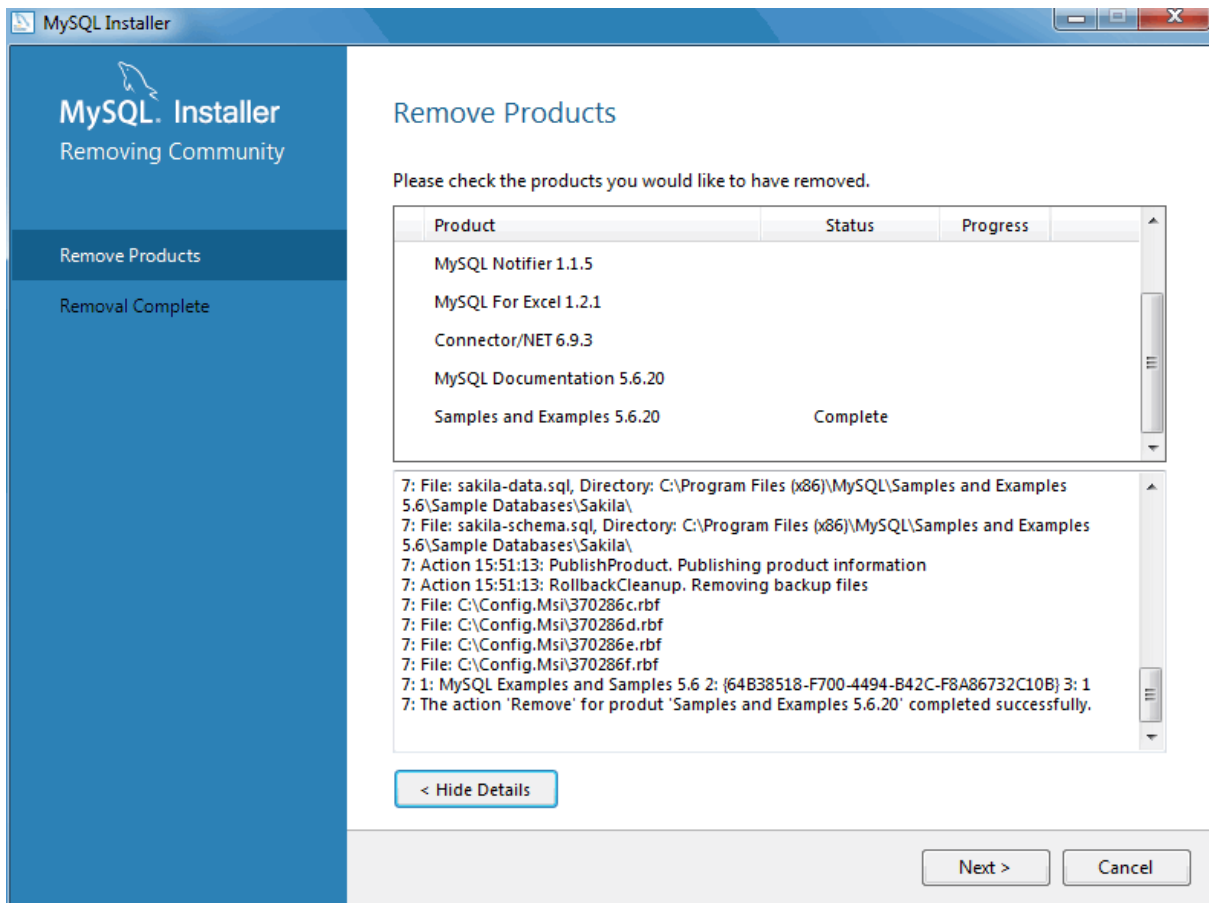 MySQL Installer
MySQL. Installer
Removing Community
Remove Products
Removal Complete
Remove Products
Please check the products you would like to have removed.
Product Status Progress
MySQL Notifier 1.1.5
MySQL For Excel 1.2.1
Connector/NET 6.9.3
MySQL Documentation 5.6.20
Samples and Examples 5.6.20 Complete
7: File: sakila-data.sql, Directory: C:\Program Files (x86)\MySQL\Samples and Examples
5.6\Sample Databases\Sakila\
7: File: sakila-schema.sql, Directory: C:\Program Files (x86)\MySQL\Samples and Examples
5.6\Sample Databases\Sakila\
7: Action 15:51:13: PublishProduct. Publishing product information
7: Action 15:51:13: RollbackCleanup. Removing backup files
7: File: C:\Config.Msi\370286c.rbf
7: File: C:\Config.Msi\370286d.rbf
7: File: C:\Config.Msi\370286e.rbf
7: File: C:\Config.Msi\370286f.rbf
7: 1: MySQL Examples and Samples 5.6 2: {64B38518-F700-4494-B42C-F8A86732C10B} 3: 1
7: The action 'Remove' for produt 'Samples and Examples 5.6.20' completed successfully.
< Hide Details
Next >
Cancel